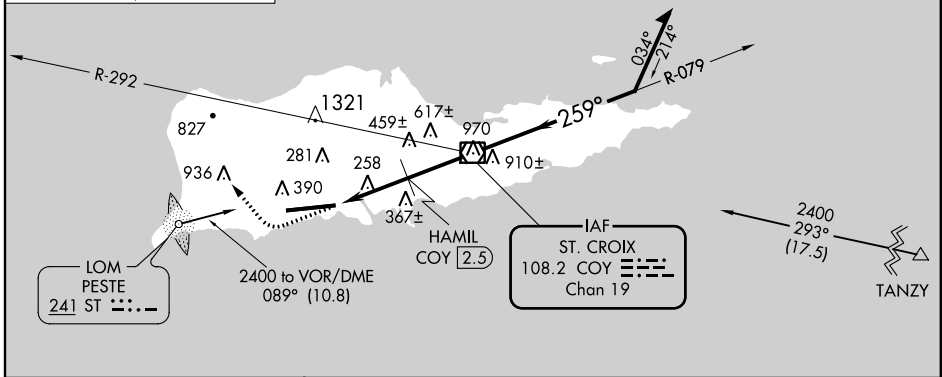 034°
214°
R-079
R-292
1321
617±
259°
459±
970
827
281
910±
258
936
390
367±
HAMIL
COY 2.5
IAF
ST. CROIX
108.2 COY
Chan 19
2400
293°
(17.5)
TANZY
LOM
PESTE
241 ST
2400 to VOR/DME
089° (10.8)